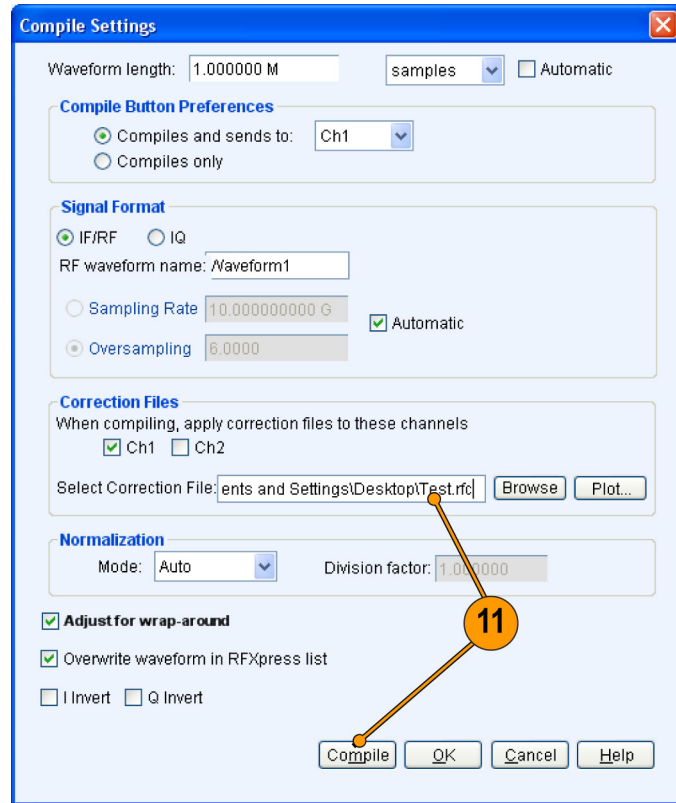 Compile Settings
Waveform length: 1.000000 M samples Automatic
Compile Button Preferences
Compiles and sends to: Ch1
Compiles only
Signal Format
IF/RF IQ
RF waveform name: Waveform1
Sampling Rate 10.000000000 G
Automatic
Oversampling 6.0000
Correction Files
When compiling, apply correction files to these channels
Ch1 Ch2
Select Correction File: ents and Settings\Desktop\Test.rfc Browse Plot...
Normalization
Mode: Auto Division factor: 1.000000
11
Adjust for wrap-around
Overwrite waveform in RFXpress list
I Invert Q Invert
Compile OK Cancel Help